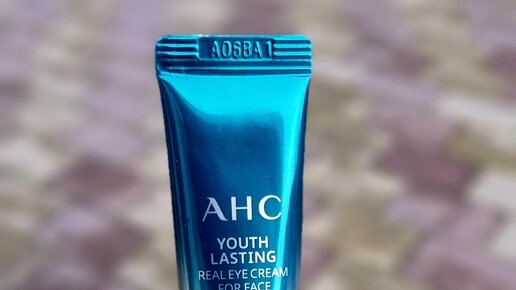 A06BA1
AHC
YOUTH
LASTING
REAL EYE CREAM
FOR FACE